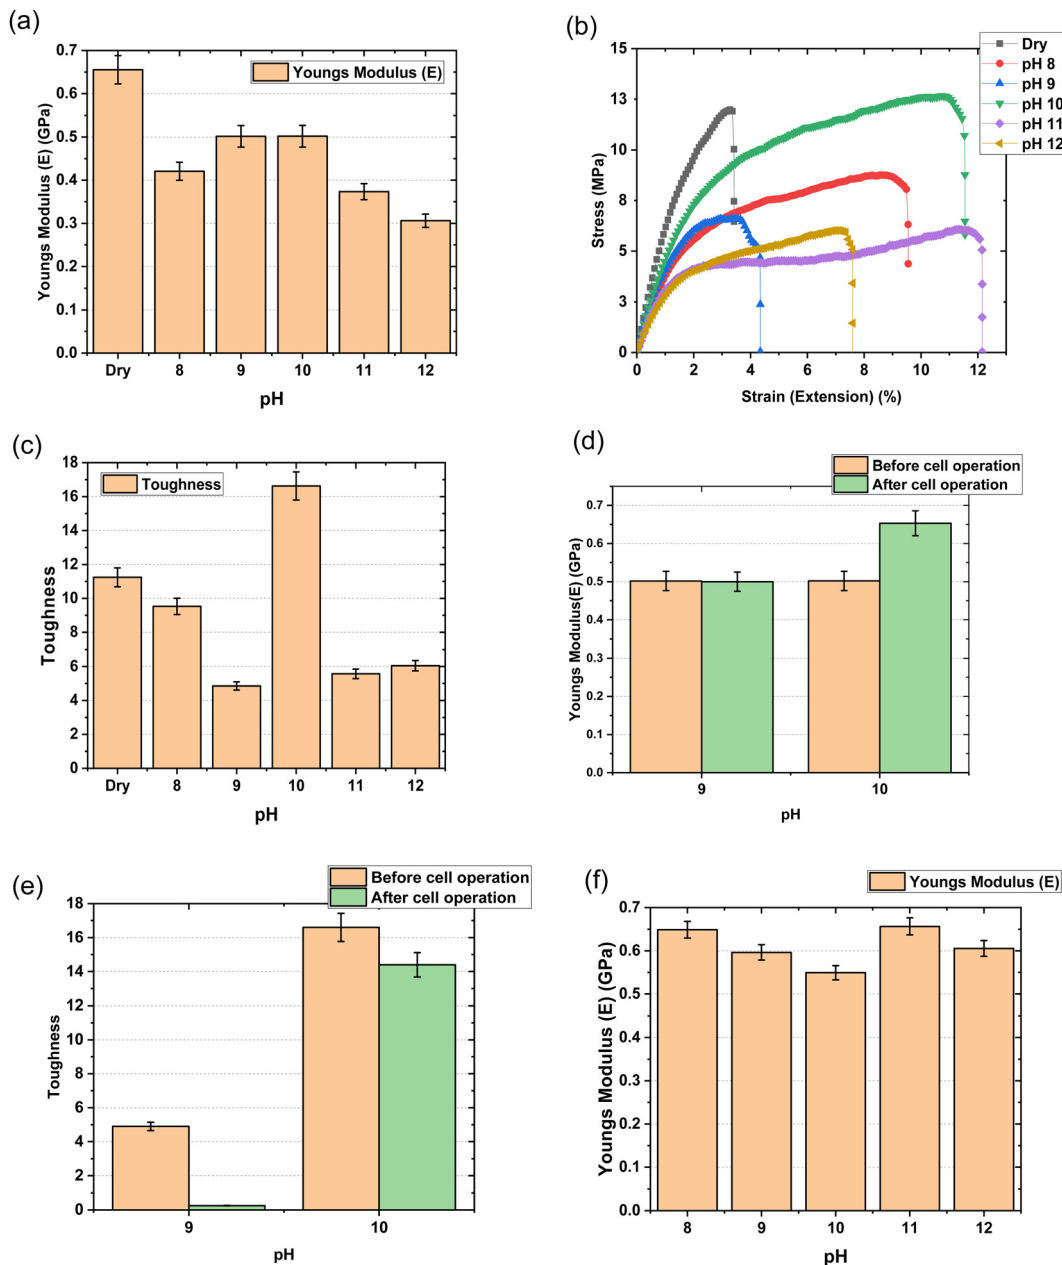 (a)
Youngs Modulus (E)
Youngs Modulus (E) (GPa)
0.7
0.6
0.5
0.4
0.3
0.2
0.1
0.0
Dry 8 9 10 11 12
pH
(b)
Dry
pH 8
pH 9
pH 10
pH 11
pH 12
Stress (MPa)
15
13
10
8
5
3
0
0 2 4 6 8 10 12
Strain (Extension) (%)
(c)
Toughness
Toughness
18
16
14
12
10
8
6
4
2
0
Dry 8 9 10 11 12
pH
(d)
Before cell operation
After cell operation
Youngs Modulus(E) (GPa)
0.7
0.6
0.5
0.4
0.3
0.2
0.1
0.0
9 10
pH
(e)
Before cell operation
After cell operation
Toughness
18
16
14
12
10
8
6
4
2
0
9 10
pH
(f)
Youngs Modulus (E)
Youngs Modulus (E) (GPa)
0.7
0.6
0.5
0.4
0.3
0.2
0.1
0.0
8 9 10 11 12
pH